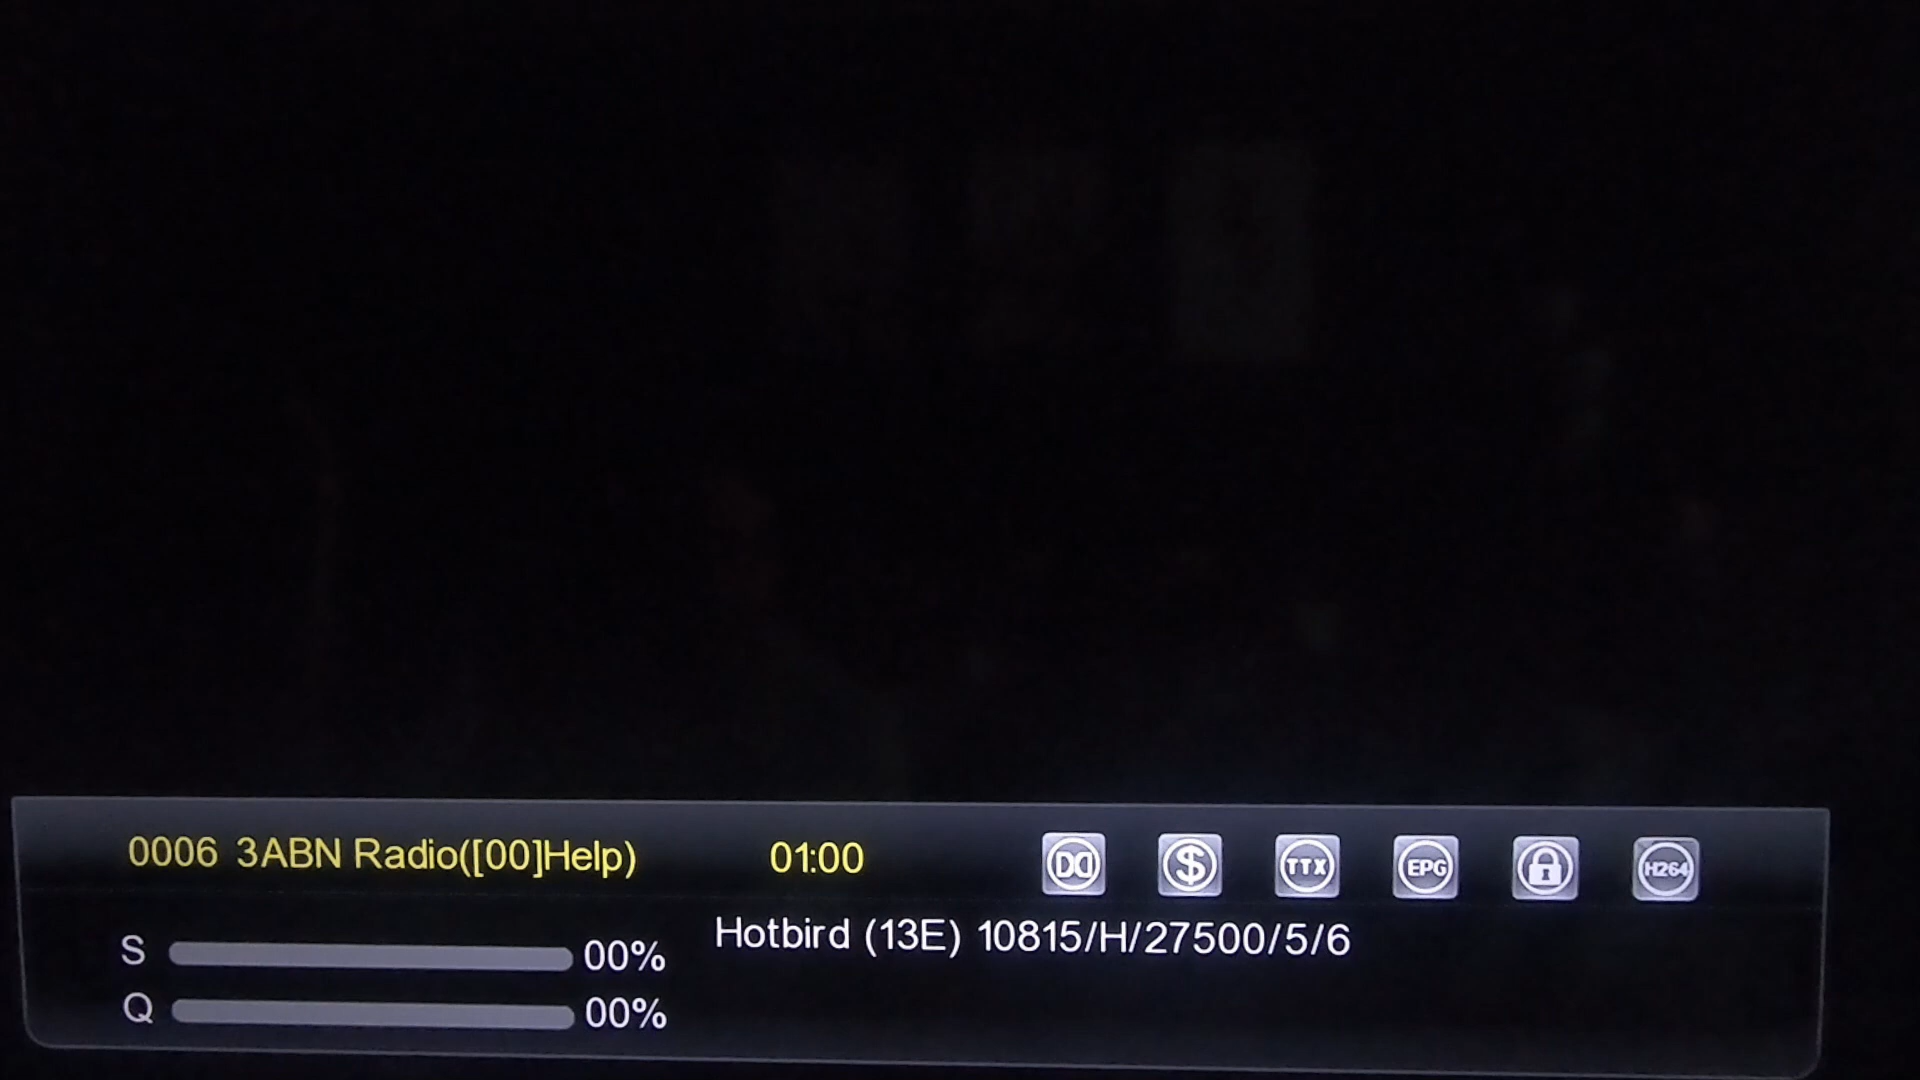 0006 3ABN Radio([00]Help) 01:00 DD $ TTX EPG H264
Hotbird (13E) 10815/H/27500/5/6
S 00%
Q 00%